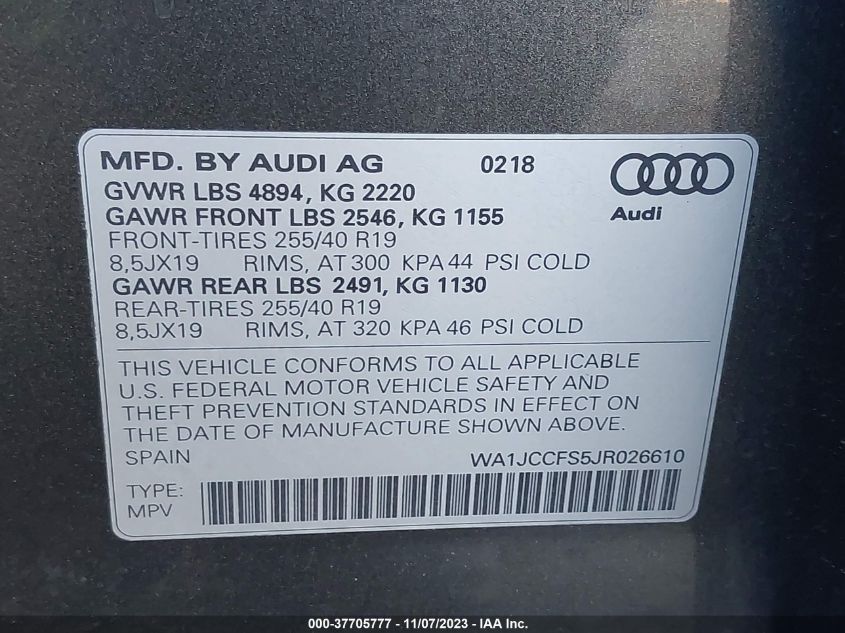 MFD. BY AUDI AG 0218
GVWR LBS 4894, KG 2220
GAWR FRONT LBS 2546, KG 1155
Audi
FRONT-TIRES 255/40 R19
8,5JX19 RIMS, AT 300 KPA 44 PSI COLD
GAWR REAR LBS 2491, KG 1130
REAR-TIRES 255/40 R19
8,5JX19 RIMS, AT 320 KPA 46 PSI COLD
THIS VEHICLE CONFORMS TO ALL APPLICABLE
U.S. FEDERAL MOTOR VEHICLE SAFETY AND
THEFT PREVENTION STANDARDS IN EFFECT ON
THE DATE OF MANUFACTURE SHOWN ABOVE.
SPAIN WA1JCCFS5JR026610
TYPE:
MPV
000-37705777 - 11/07/2023 - IAA Inc.